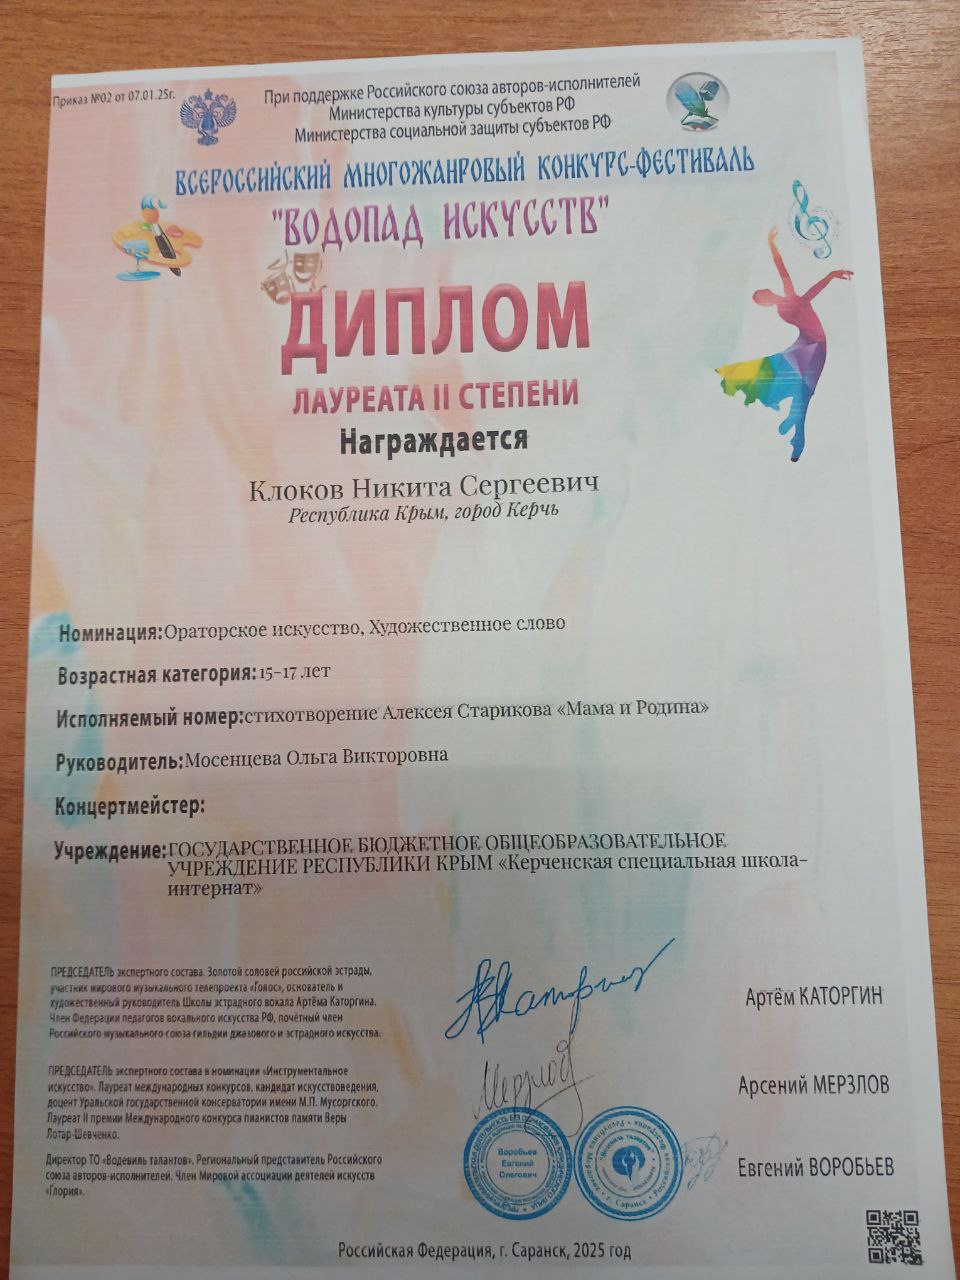 Приказ №02 от 07.01.25г.
При поддержке Российского союза авторов-исполнителей
Министерства культуры субъектов РФ
Министерства социальной защиты субъектов РФ
ВСЕРОССИЙСКИЙ МНОГОЖАНРОВЫЙ КОНКУРС-ФЕСТИВАЛЬ
"ВОДОПАД ИСКУССТВ"
ДИПЛОМ
ЛАУРЕАТА II СТЕПЕНИ
Награждается
Клоков Никита Сергеевич
Республика Крым, город Керчь
Номинация: Ораторское искусство, Художественное слово
Возрастная категория: 15-17 лет
Исполняемый номер: стихотворение Алексея Старикова «Мама и Родина»
Руководитель: Мосенцева Ольга Викторовна
Концертмейстер:
Учреждение: ГОСУДАРСТВЕННОЕ БЮДЖЕТНОЕ ОБЩЕОБРАЗОВАТЕЛЬНОЕ
УЧРЕЖДЕНИЕ РЕСПУБЛИКИ КРЫМ «Керченская специальная школа-
интернат»
ПРЕДСЕДАТЕЛЬ экспертного состава. Золотой соловей российской эстрады,
участник мирового музыкального телепроекта «Голос», основатель и
художественный руководитель Школы эстрадного вокала Артёма Каторгина.
Член Федерации педагогов вокального искусства РФ, почётный член
Российского музыкального союза гильдии джазового и эстрадного искусства.
Артём КАТОРГИН
ПРЕДСЕДАТЕЛЬ экспертного состава в номинации «Инструментальное
искусство». Лауреат международных конкурсов, кандидат искусствоведения,
доцент Уральской государственной консерватории имени М.П. Мусоргского.
Лауреат II премии Международного конкурса пианистов памяти Веры
Лотар-Шевченко.
Арсений МЕРЗЛОВ
Директор ТО «Водевиль талантов». Региональный представитель Российского
союза авторов-исполнителей. Член Мировой ассоциации деятелей искусств
«Глория».
Евгений ВОРОБЬЕВ
Воробьев
Евгений
Олегович
Российская Федерация, г. Саранск, 2025 год